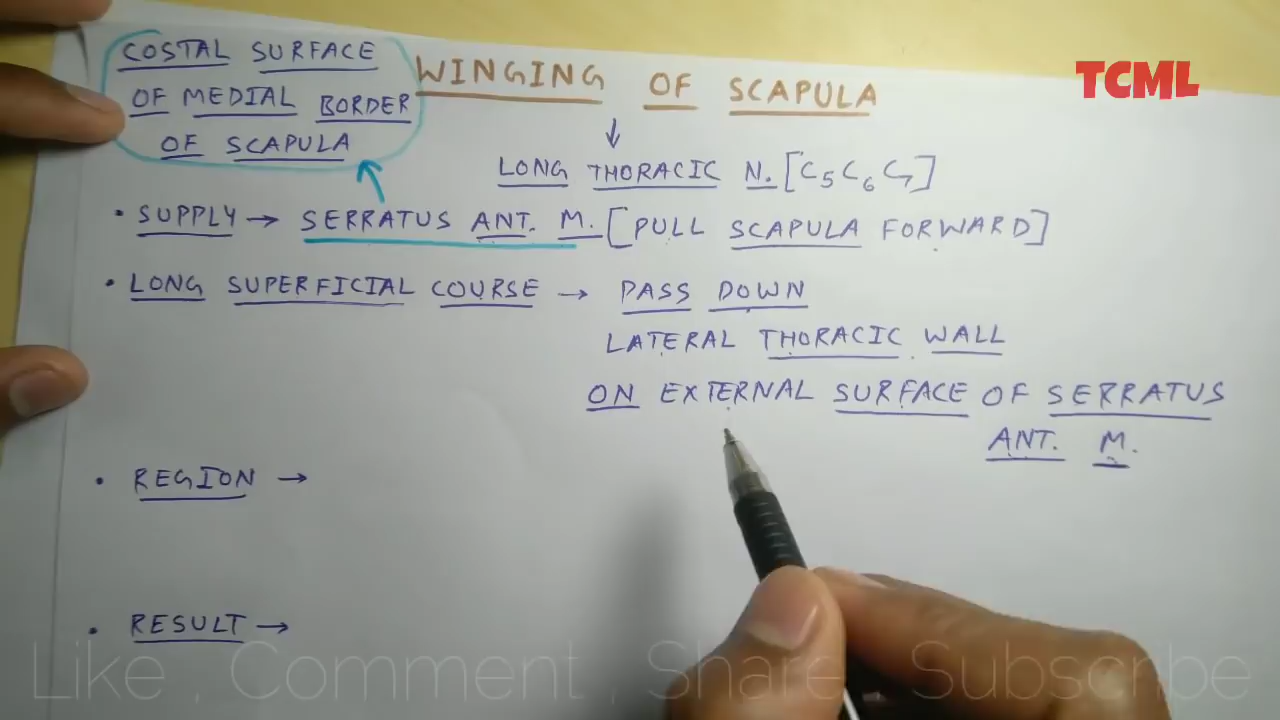 COSTAL SURFACE
OF MEDIAL BORDER
OF SCAPULA
WINGING OF SCAPULA
TCML
↓
LONG THORACIC N. [C5 C6 C7]
• SUPPLY → SERRATUS ANT. M. [PULL SCAPULA FORWARD]
• LONG SUPERFICIAL COURSE → PASS DOWN
LATERAL THORACIC WALL
ON EXTERNAL SURFACE OF SERRATUS
ANT. M.
• REGION →
• RESULT →
Like , Comment , Share , Subscribe